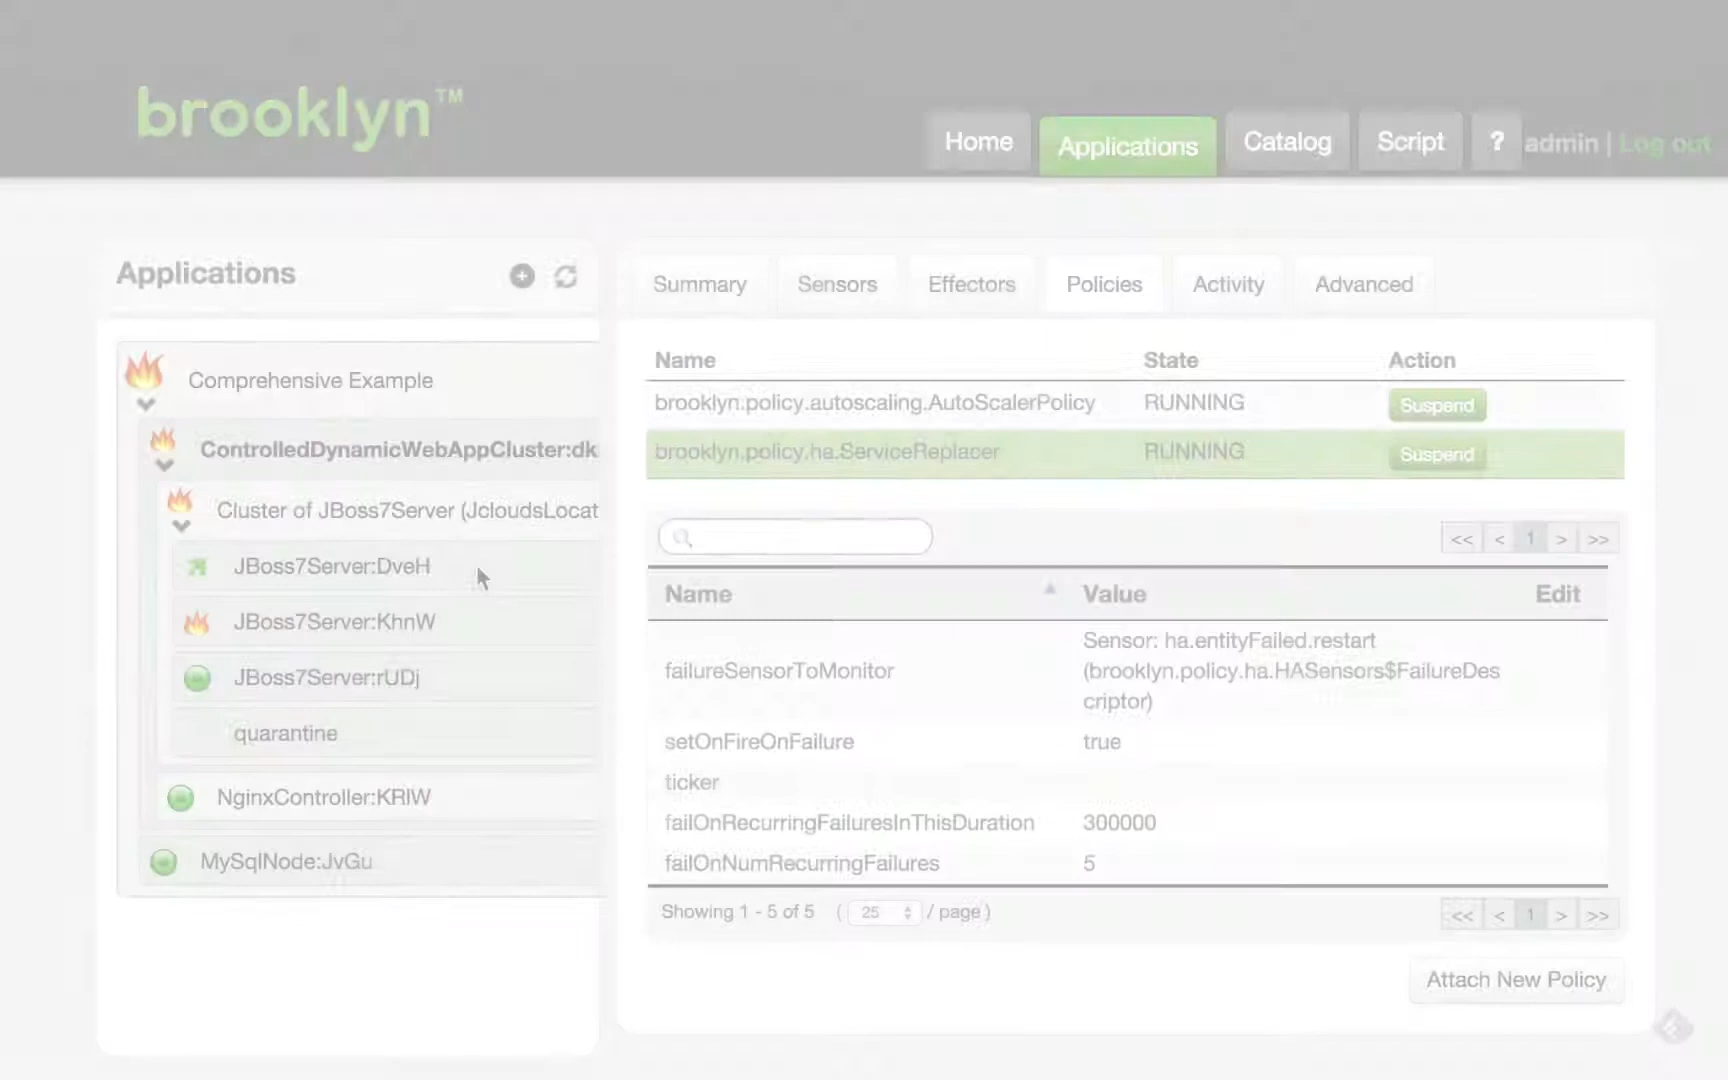 brooklyn™
Home
Applications
Catalog
Script
?
admin | Log out
Applications
Comprehensive Example
ControlledDynamicWebAppCluster:dk
Cluster of JBoss7Server (JcloudsLocat
JBoss7Server:DveH
JBoss7Server:KhnW
JBoss7Server:rUDj
quarantine
NginxController:KRlW
MySqlNode:JvGu
Summary
Sensors
Effectors
Policies
Activity
Advanced
Name State Action
brooklyn.policy.autoscaling.AutoScalerPolicy RUNNING Suspend
brooklyn.policy.ha.ServiceReplacer RUNNING Suspend
<< < 1 > >>
Name Value Edit
failureSensorToMonitor Sensor: ha.entityFailed.restart
(brooklyn.policy.ha.HASensors$FailureDes
criptor)
setOnFireOnFailure true
ticker
failOnRecurringFailuresInThisDuration 300000
failOnNumRecurringFailures 5
Showing 1 - 5 of 5 ( 25 / page )
<< < 1 > >>
Attach New Policy